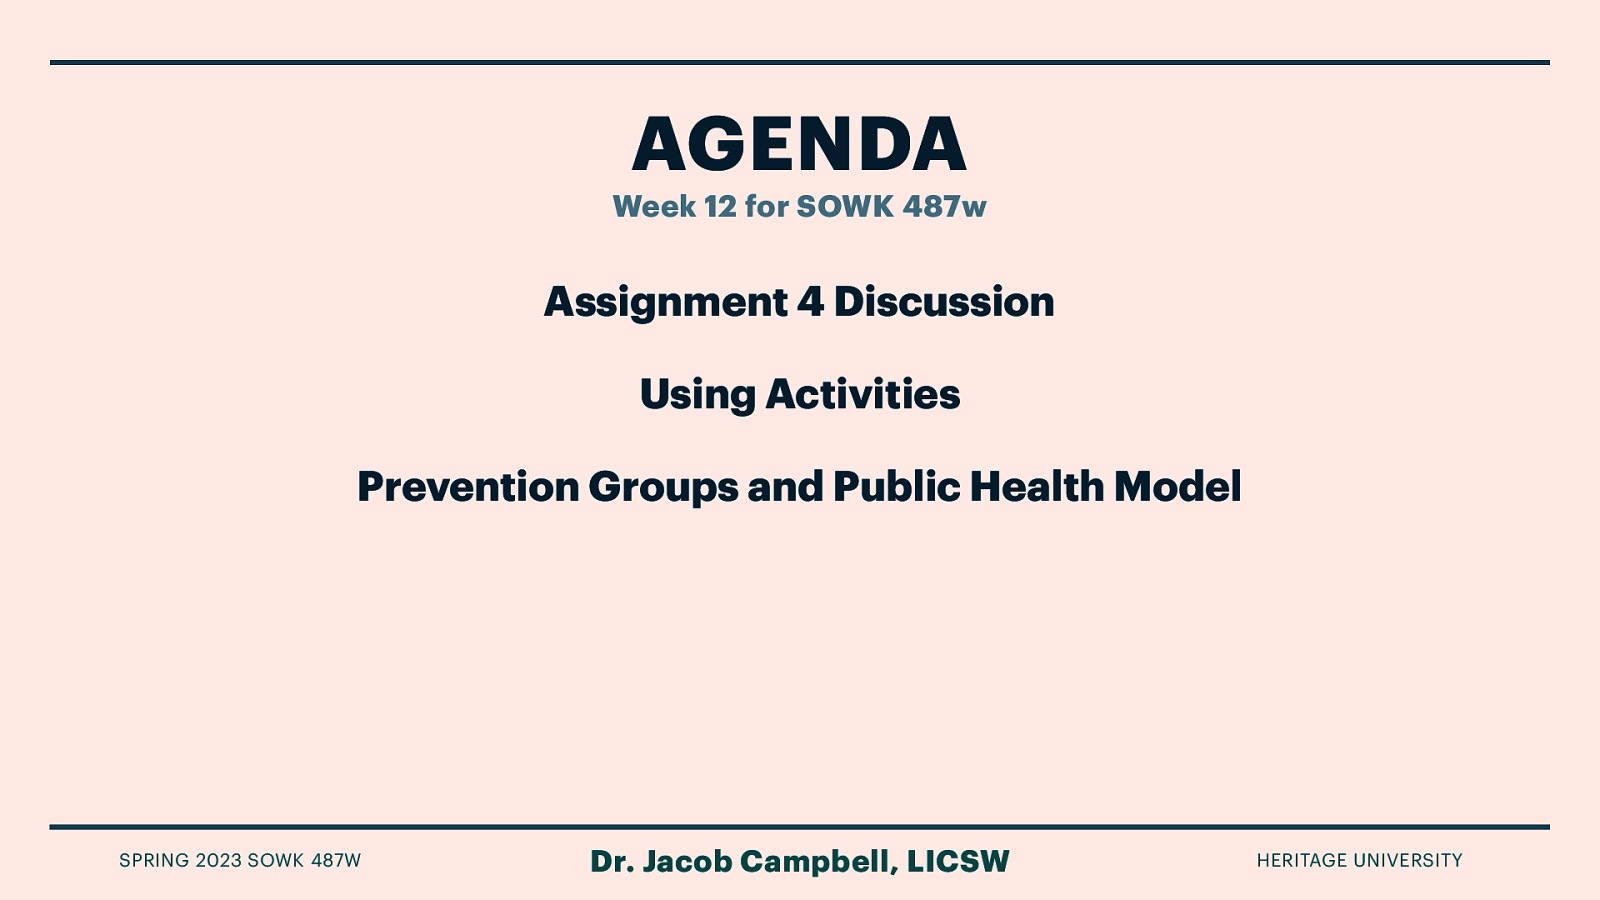 AGENDA
Week 12 for SOWK 487w
Assignment 4 Discussion
Using Activities
Prevention Groups and Public Health Model
SPRING 2023 SOWK 487W
Dr. Jacob Campbell, LICSW
HERITAGE UNIVERSITY